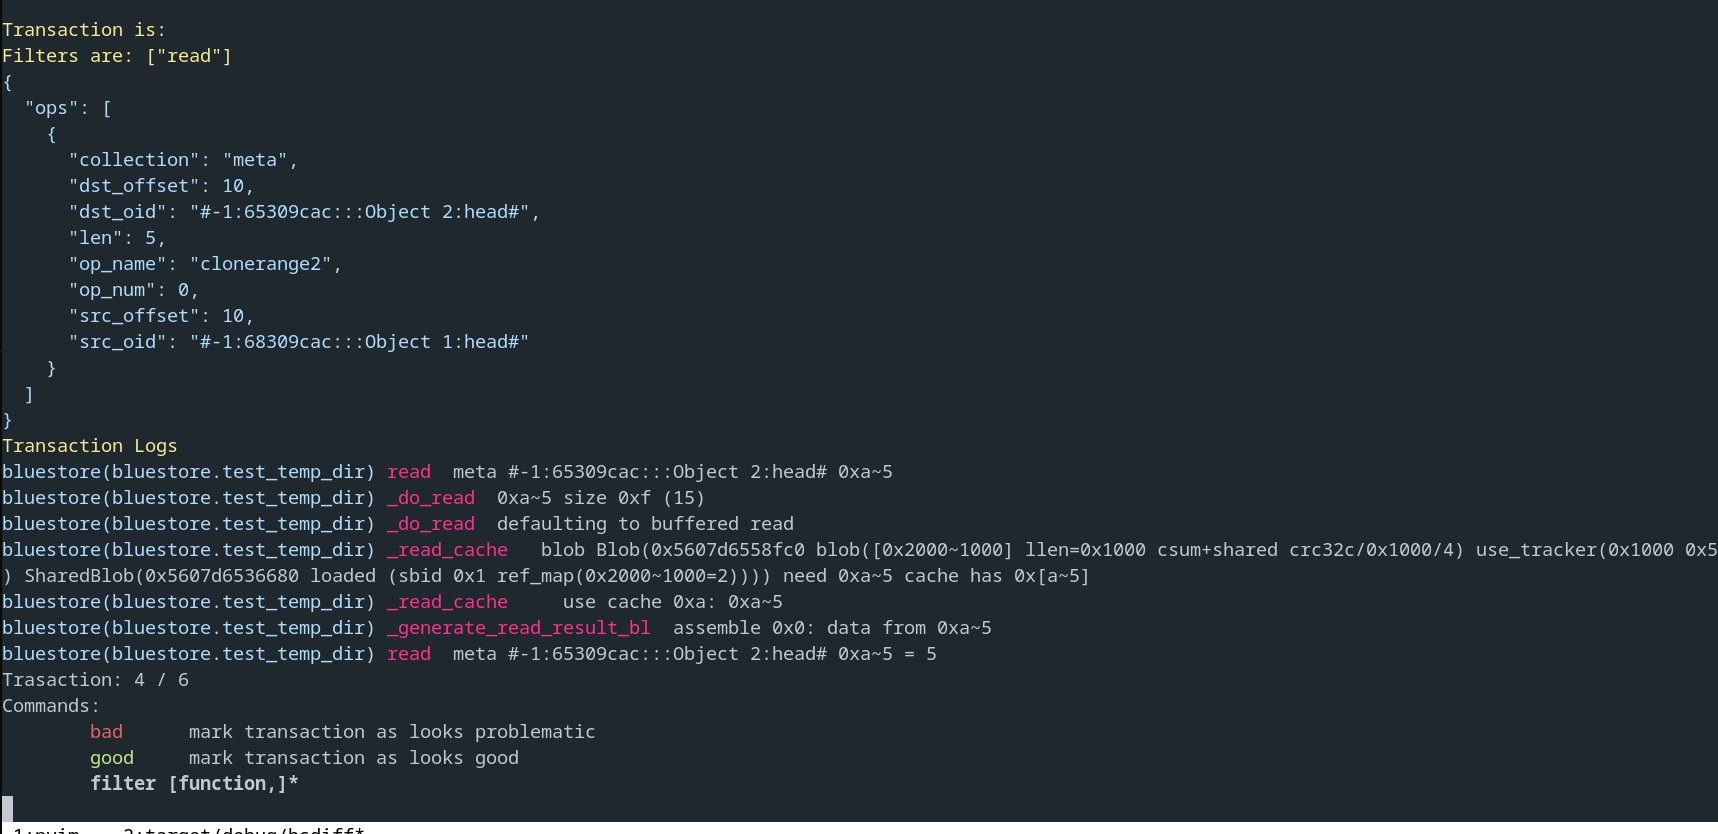 Transaction is:
Filters are: ["read"]
{
  "ops": [
    {
      "collection": "meta",
      "dst_offset": 10,
      "dst_oid": "#-1:65309cac:::Object 2:head#",
      "len": 5,
      "op_name": "clonerange2",
      "op_num": 0,
      "src_offset": 10,
      "src_oid": "#-1:68309cac:::Object 1:head#"
    }
  ]
}
Transaction Logs
bluestore(bluestore.test_temp_dir) read  meta #-1:65309cac:::Object 2:head# 0xa~5
bluestore(bluestore.test_temp_dir) _do_read  0xa~5 size 0xf (15)
bluestore(bluestore.test_temp_dir) _do_read  defaulting to buffered read
bluestore(bluestore.test_temp_dir) _read_cache   blob Blob(0x5607d6558fc0 blob([0x2000~1000] llen=0x1000 csum+shared crc32c/0x1000/4) use_tracker(0x1000 0x5
) SharedBlob(0x5607d6536680 loaded (sbid 0x1 ref_map(0x2000~1000=2)))) need 0xa~5 cache has 0x[a~5]
bluestore(bluestore.test_temp_dir) _read_cache     use cache 0xa: 0xa~5
bluestore(bluestore.test_temp_dir) _generate_read_result_bl  assemble 0x0: data from 0xa~5
bluestore(bluestore.test_temp_dir) read  meta #-1:65309cac:::Object 2:head# 0xa~5 = 5
Trasaction: 4 / 6
Commands:
        bad      mark transaction as looks problematic
        good     mark transaction as looks good
        filter [function,]*
1:nvim  2:target/debug/bsdiff*